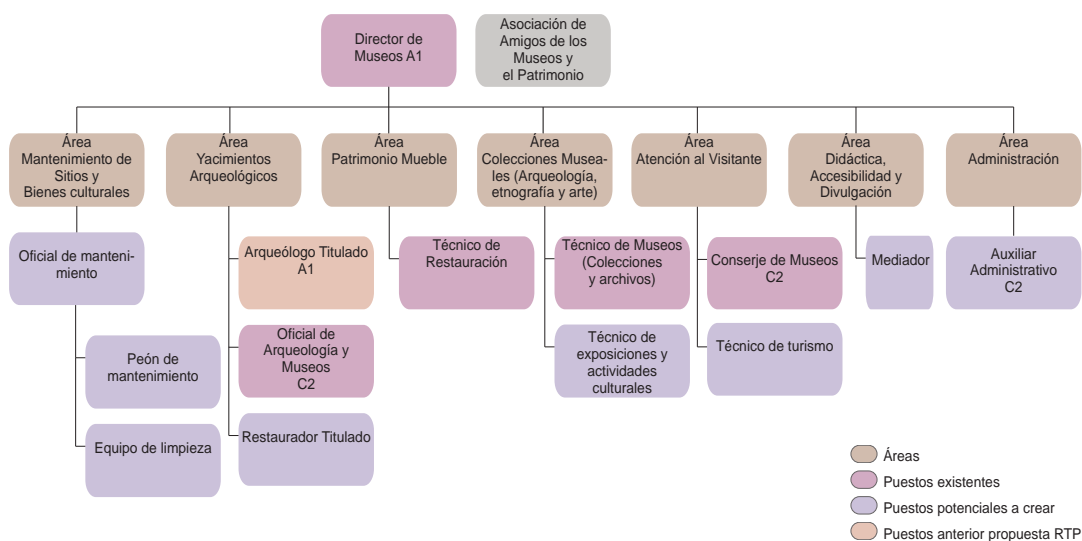 Director de
Museos A1
Asociación de
Amigos de los
Museos y
el Patrimonio
Área
Mantenimiento de
Sitios y
Bienes culturales
Área
Yacimientos
Arqueológicos
Área
Patrimonio Mueble
Área
Colecciones Musea-
les (Arqueología,
etnografía y arte)
Área
Atención al Visitante
Área
Didáctica,
Accesibilidad y
Divulgación
Área
Administración
Oficial de manteni-
miento
Arqueólogo Titulado
A1
Técnico de
Restauración
Técnico de Museos
(Colecciones
y archivos)
Conserje de Museos
C2
Mediador
Auxiliar
Administrativo
C2
Peón de
mantenimiento
Oficial de
Arqueología y
Museos
C2
Técnico de
exposiciones y
actividades
culturales
Técnico de turismo
Equipo de limpieza
Restaurador Titulado
Áreas
Puestos existentes
Puestos potenciales a crear
Puestos anterior propuesta RTP